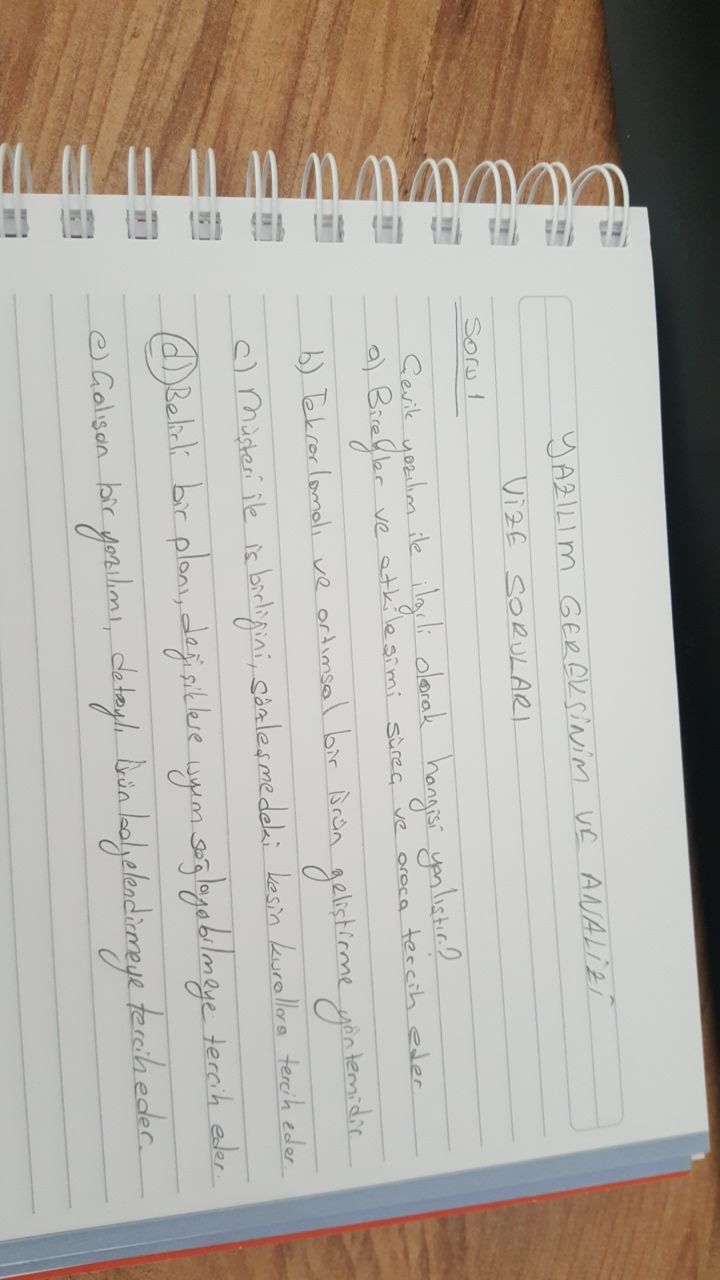 YAZILIM GEREKSİNİM VE ANALİZİ
VİZE SORULARI
Soru 1
Çevik yazılım ile ilgili olarak hangisi yanlıştır?
a) Bireyler ve etkileşimi süreç ve araca tercih eder
b) Tekrarlamalı ve artımsal bir ürün geliştirme yöntemidir
c) Müşteri ile iş birliğini, sözleşmedeki kesin kurallara tercih eder
d) Belirli bir planı, değişiklere uyum sağlayabilmeye tercih eder.
e) Çalışan bir yazılımı, detaylı ürün belgelendirmeye tercih eder.